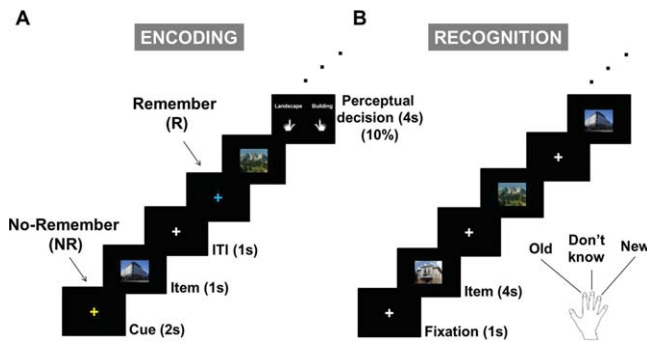 A
ENCODING
Remember
(R)
Landscape Building
Perceptual
decision (4s)
(10%)
No-Remember
(NR)
ITI (1s)
Item (1s)
Cue (2s)
B
RECOGNITION
Old
Don't
know
New
Item (4s)
Fixation (1s)